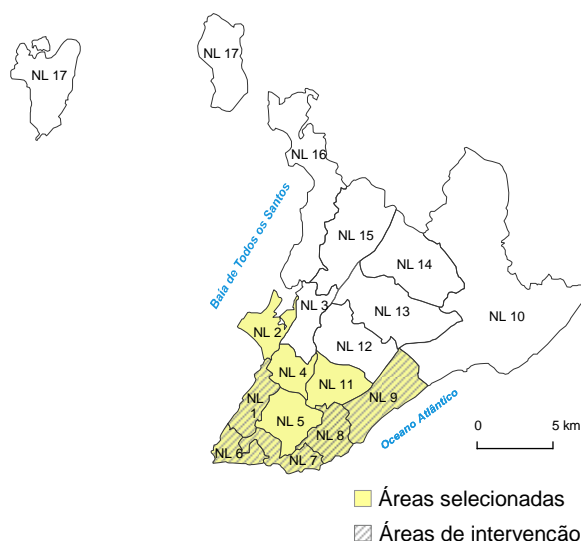 NL 17
NL 17
NL 16
Baía de Todos os Santos
NL 15
NL 14
NL 3
NL 13
NL 10
NL 2
NL 12
NL 4
NL 11
NL 9
NL 1
NL 5
NL 8
Oceano Atlântico
NL 6
NL 7
0 5 km
Áreas selecionadas
Áreas de intervenção